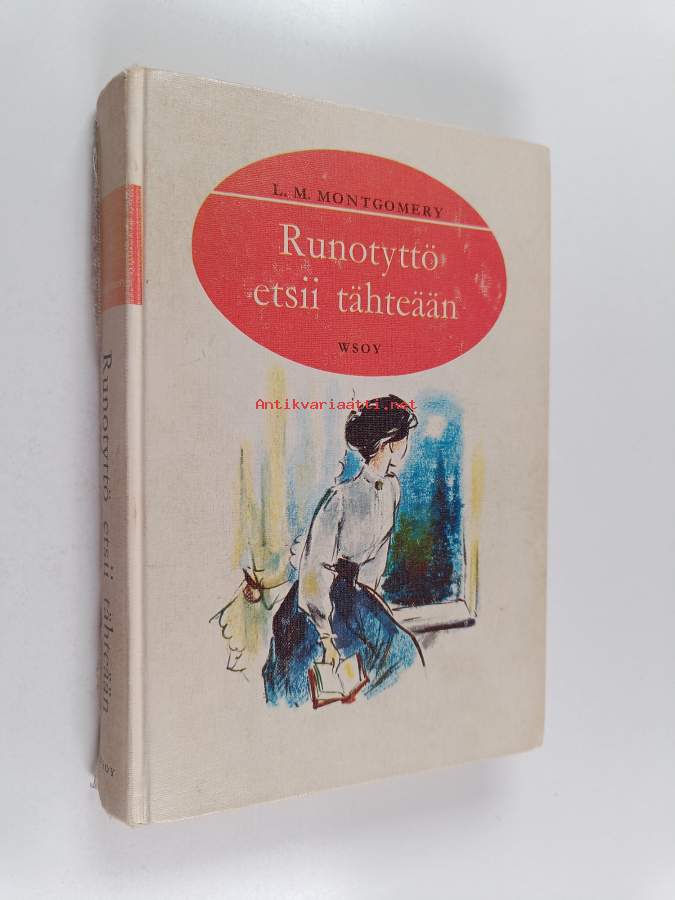 L. M. MONTGOMERY
Runotyttö
etsii tähteään
WSOY
Antikvariaatti.net
Runotyttö etsii tähteään